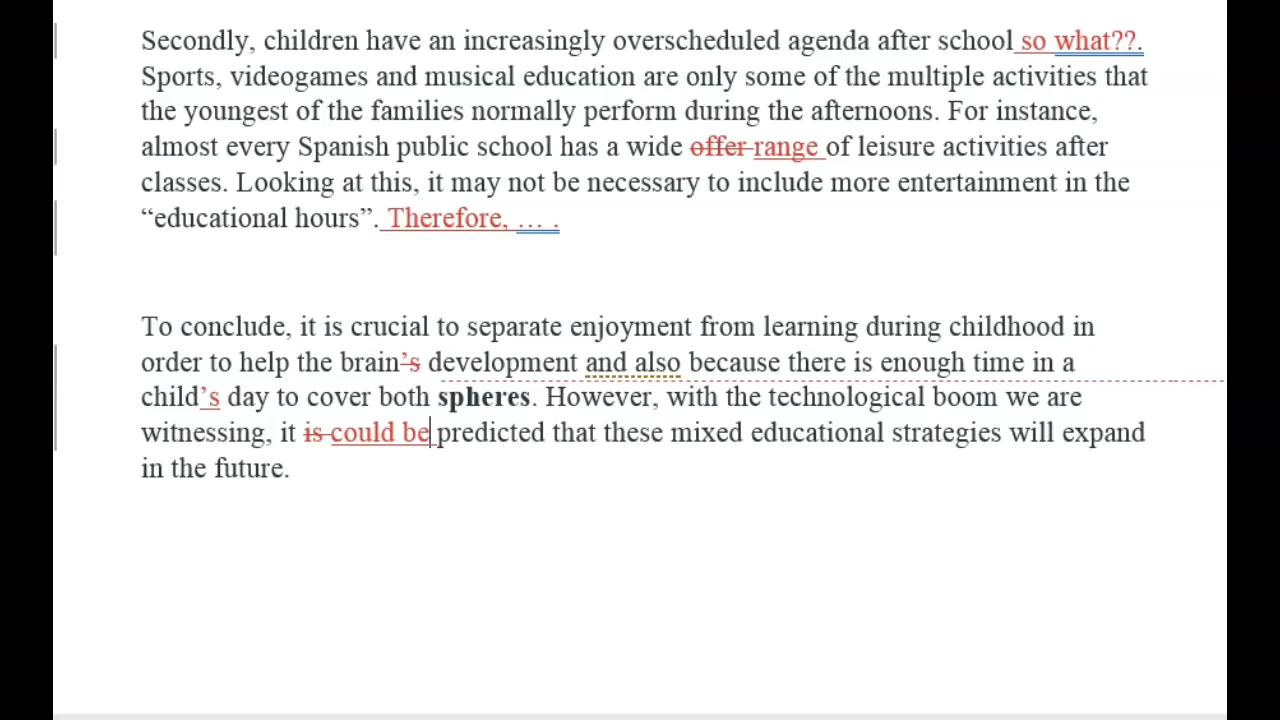 Secondly, children have an increasingly overscheduled agenda after school so what??.
Sports, videogames and musical education are only some of the multiple activities that
the youngest of the families normally perform during the afternoons. For instance,
almost every Spanish public school has a wide offer range of leisure activities after
classes. Looking at this, it may not be necessary to include more entertainment in the
“educational hours”. Therefore, … .
To conclude, it is crucial to separate enjoyment from learning during childhood in
order to help the brain’s development and also because there is enough time in a
child’s day to cover both spheres. However, with the technological boom we are
witnessing, it is could be predicted that these mixed educational strategies will expand
in the future.